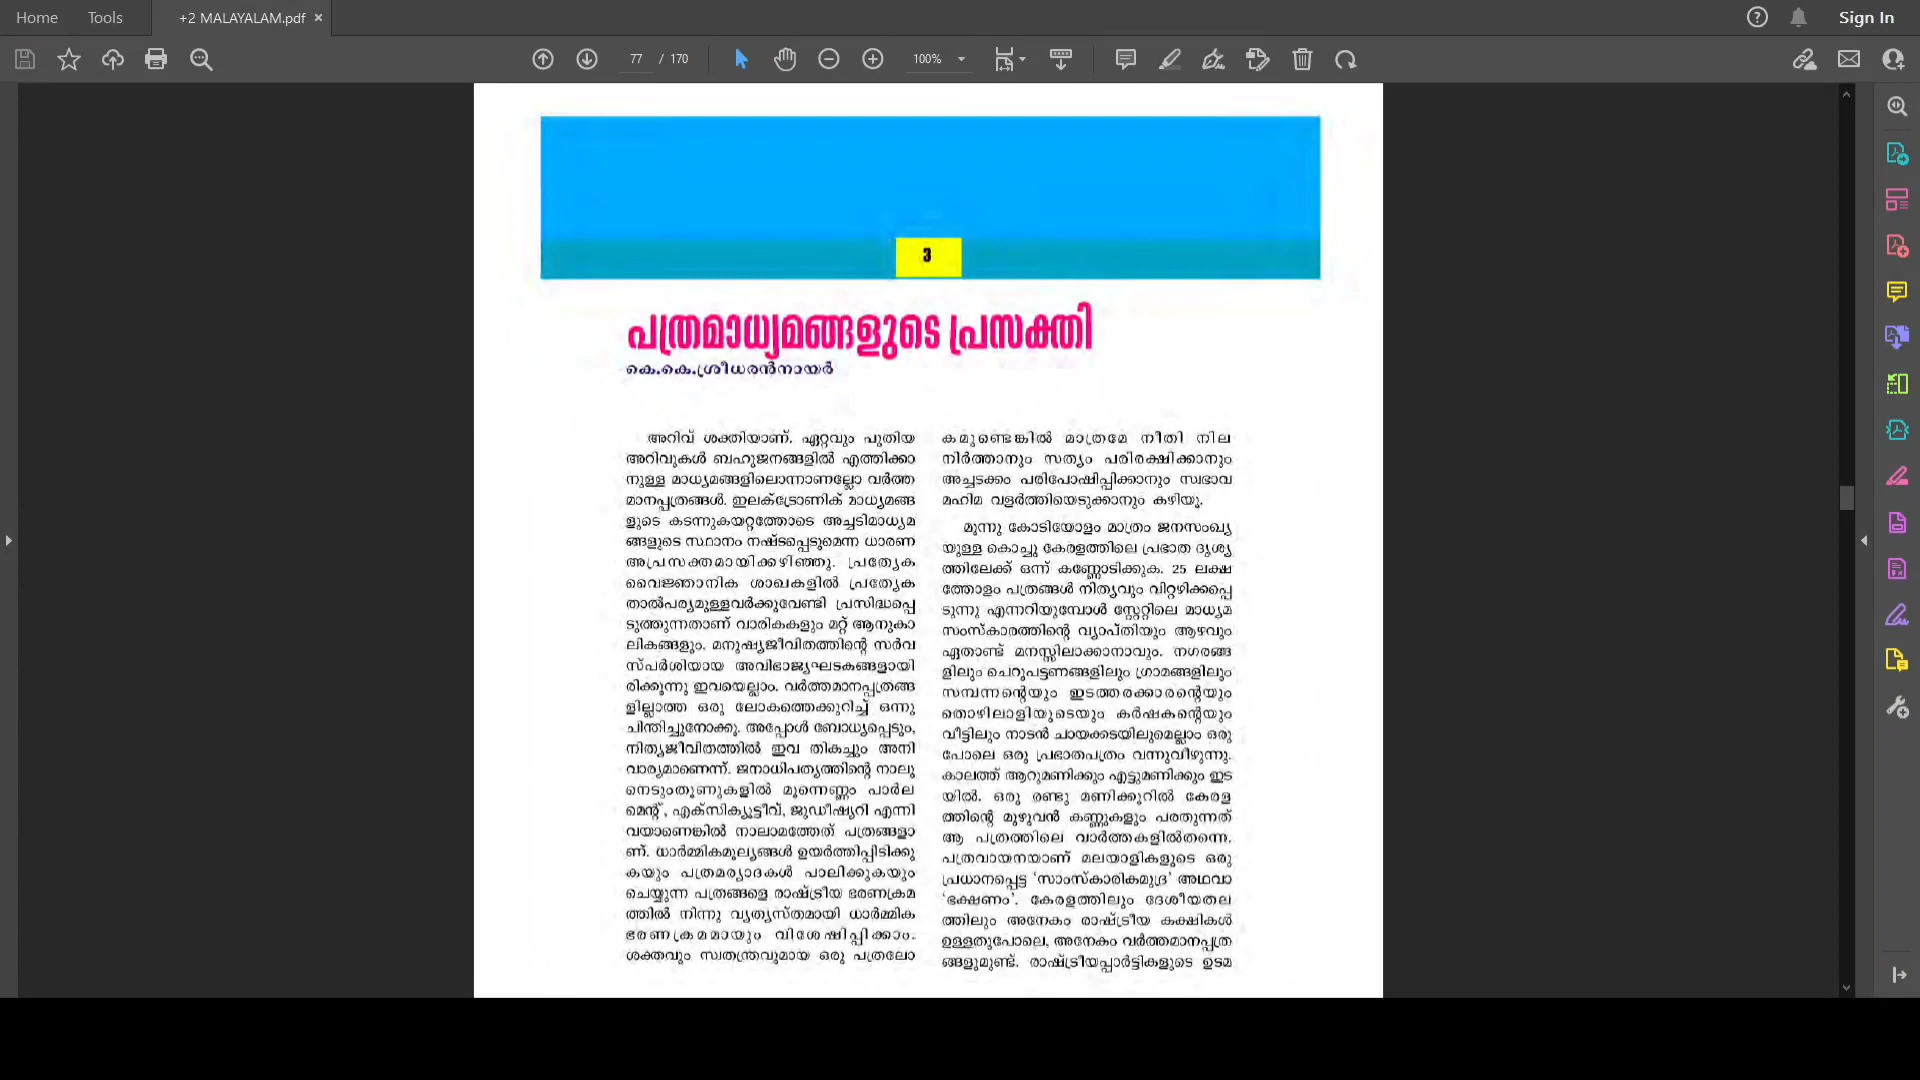 Home
Tools
+2 MALAYALAM.pdf
Sign In
77 / 170
100%
3
പത്രമാധ്യമങ്ങളുടെ പ്രസക്തി
കെ.കെ.ശ്രീധരൻനായർ
അറിവ് ശക്തിയാണ്. ഏറ്റവും പുതിയ
അറിവുകൾ ബഹുജനങ്ങളിൽ എത്തിക്കാ
നുള്ള മാധ്യമങ്ങളിലൊന്നാണല്ലോ വർത്ത
മാനപ്പത്രങ്ങൾ. ഇലക്ട്രോണിക് മാധ്യമങ്ങ
ളുടെ കടന്നുകയറ്റത്തോടെ അച്ചടിമാധ്യമ
ങ്ങളുടെ സ്ഥാനം നഷ്ടപ്പെടുമെന്ന ധാരണ
അപ്രസക്തമായിക്കഴിഞ്ഞു. പ്രത്യേക
വൈജ്ഞാനിക ശാഖകളിൽ പ്രത്യേക
താൽപര്യമുള്ളവർക്കുവേണ്ടി പ്രസിദ്ധപ്പെ
ടുത്തുന്നതാണ് വാരികകളും മറ്റ് ആനുകാ
ലികങ്ങളും. മനുഷ്യജീവിതത്തിന്റെ സർവ
സ്പർശിയായ അവിഭാജ്യഘടകങ്ങളായി
രിക്കുന്നു ഇവയെല്ലാം. വർത്തമാനപ്പത്രങ്ങ
ളില്ലാത്ത ഒരു ലോകത്തെക്കുറിച്ച് ഒന്നു
ചിന്തിച്ചുനോക്കൂ. അപ്പോൾ ബോധ്യപ്പെടും,
നിത്യജീവിതത്തിൽ ഇവ തികച്ചും അനി
വാര്യമാണെന്ന്. ജനാധിപത്യത്തിന്റെ നാലു
നെടുംതൂണുകളിൽ മൂന്നെണ്ണം പാർല
മെന്റ്, എക്സിക്യൂട്ടീവ്, ജുഡീഷ്യറി എന്നി
വയാണെങ്കിൽ നാലാമത്തേത് പത്രങ്ങളാ
ണ്. ധാർമ്മികമൂല്യങ്ങൾ ഉയർത്തിപ്പിടിക്കു
കയും പത്രമര്യാദകൾ പാലിക്കുകയും
ചെയ്യുന്ന പത്രങ്ങളെ രാഷ്ട്രീയ ഭരണക്രമ
ത്തിൽ നിന്നു വ്യത്യസ്തമായി ധാർമ്മിക
ഭരണക്രമമായും വിശേഷിപ്പിക്കാം.
ശക്തവും സ്വതന്ത്രവുമായ ഒരു പത്രലോ
കമുണ്ടെങ്കിൽ മാത്രമേ നീതി നില
നിർത്താനും സത്യം പരിരക്ഷിക്കാനും
അച്ചടക്കം പരിപോഷിപ്പിക്കാനും സ്വഭാവ
മഹിമ വളർത്തിയെടുക്കാനും കഴിയൂ.
മൂന്നു കോടിയോളം മാത്രം ജനസംഖ്യ
യുള്ള കൊച്ചു കേരളത്തിലെ പ്രഭാത ദൃശ്യ
ത്തിലേക്ക് ഒന്ന് കണ്ണോടിക്കുക. 25 ലക്ഷ
ത്തോളം പത്രങ്ങൾ നിത്യവും വിറ്റഴിക്കപ്പെ
ടുന്നു എന്നറിയുമ്പോൾ സ്റ്റേറ്റിലെ മാധ്യമ
സംസ്കാരത്തിന്റെ വ്യാപ്തിയും ആഴവും
ഏതാണ്ട് മനസ്സിലാക്കാനാവും. നഗരങ്ങ
ളിലും ചെറുപട്ടണങ്ങളിലും ഗ്രാമങ്ങളിലും
സമ്പന്നന്റെയും ഇടത്തരക്കാരന്റെയും
തൊഴിലാളിയുടെയും കർഷകന്റെയും
വീട്ടിലും നാടൻ ചായക്കടയിലുമെല്ലാം ഒരു
പോലെ ഒരു പ്രഭാതപത്രം വന്നുവീഴുന്നു.
കാലത്ത് ആറുമണിക്കും എട്ടുമണിക്കും ഇട
യിൽ. ഒരു രണ്ടു മണിക്കൂറിൽ കേരള
ത്തിന്റെ മുഴുവൻ കണ്ണുകളും പരതുന്നത്
ആ പത്രത്തിലെ വാർത്തകളിൽതന്നെ.
പത്രവായനയാണ് മലയാളികളുടെ ഒരു
പ്രധാനപ്പെട്ട 'സാംസ്കാരികമുദ്ര' അഥവാ
'ഭക്ഷണം'. കേരളത്തിലും ദേശീയതല
ത്തിലും അനേകം രാഷ്ട്രീയ കക്ഷികൾ
ഉള്ളതുപോലെ, അനേകം വർത്തമാനപ്പത്ര
ങ്ങളുമുണ്ട്. രാഷ്ട്രീയപ്പാർട്ടികളുടെ ഉടമ